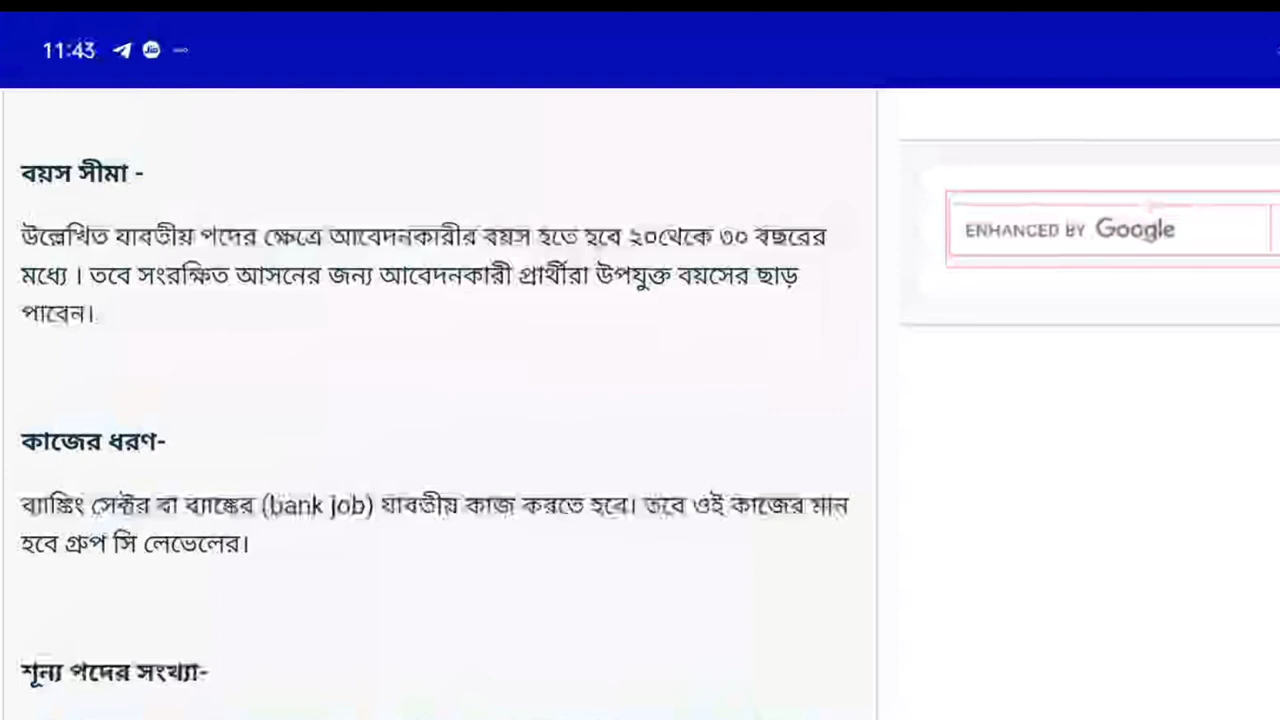 11:43
বয়স সীমা -
উল্লেখিত যাবতীয় পদের ক্ষেত্রে আবেদনকারীর বয়স হতে হবে ২০থেকে ৩০ বছরের
মধ্যে । তবে সংরক্ষিত আসনের জন্য আবেদনকারী প্রার্থীরা উপযুক্ত বয়সের ছাড়
পাবেন।
ENHANCED BY Google
কাজের ধরণ-
ব্যাঙ্কিং সেক্টর বা ব্যাঙ্কের (bank job) যাবতীয় কাজ করতে হবে। তবে ওই কাজের মান
হবে গ্রুপ সি লেভেলের।
শূন্য পদের সংখ্যা-